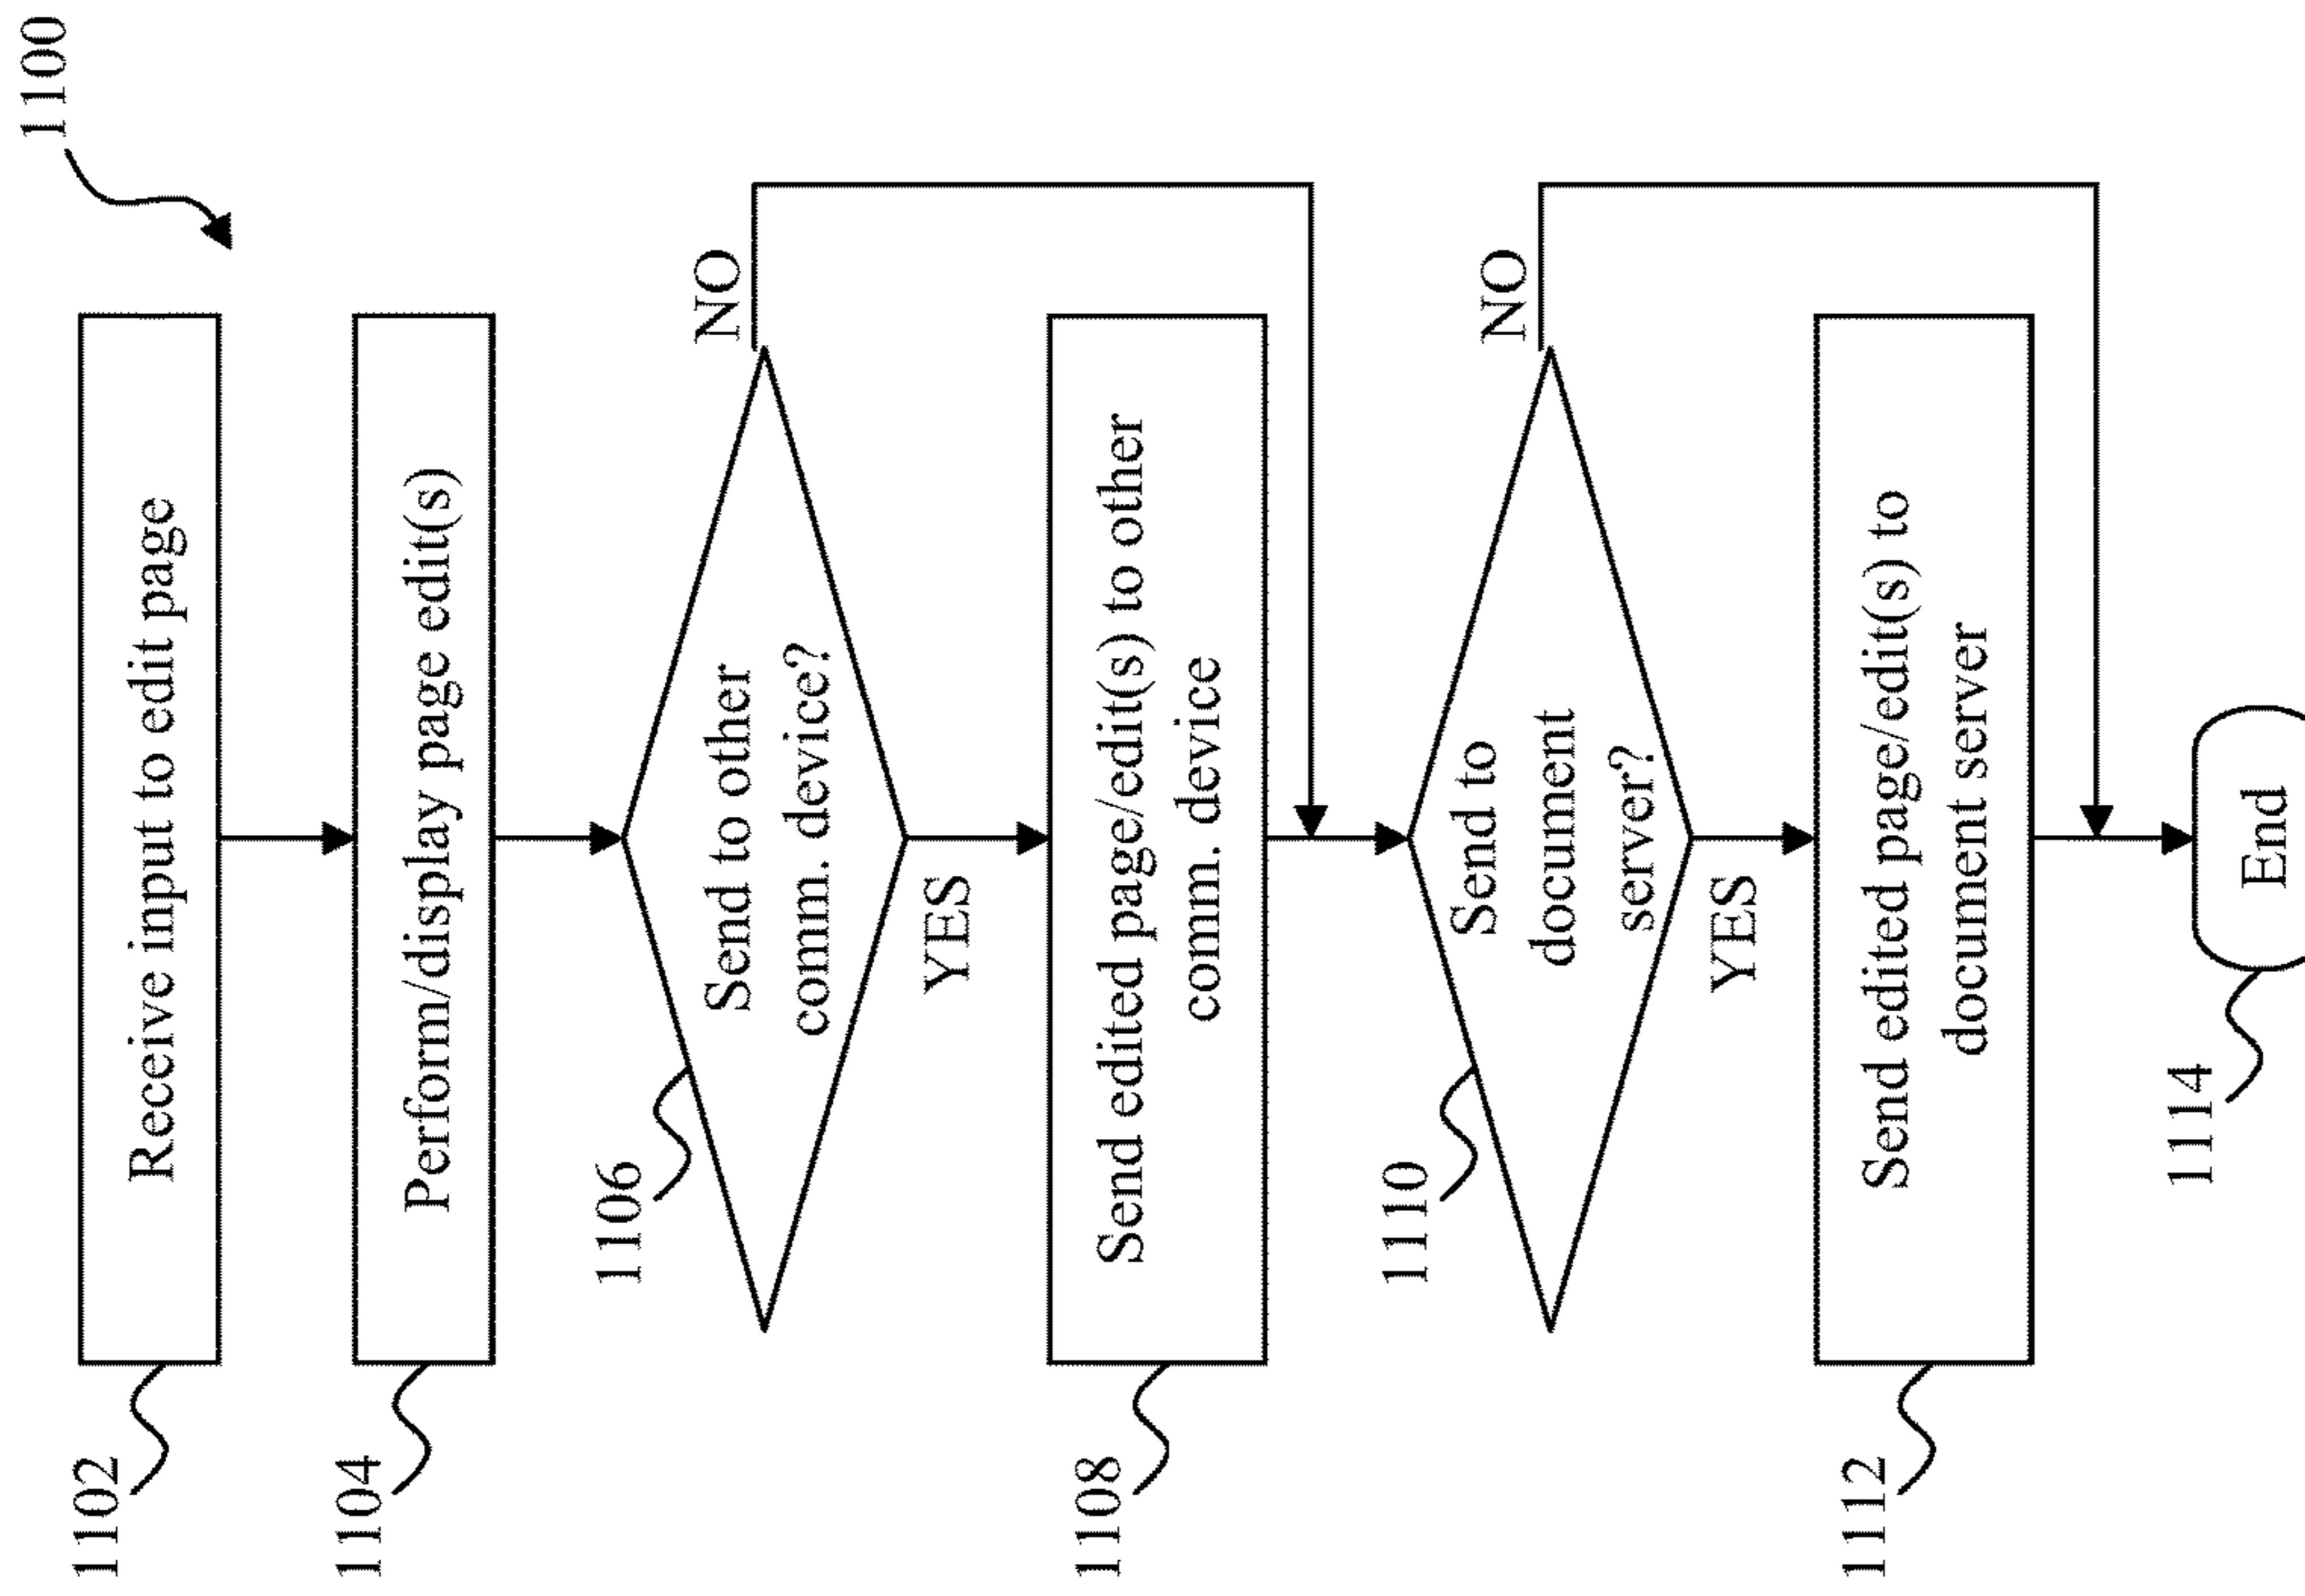 1100
1102
Receive input to edit page
1104
Perform/display page edit(s)
1106
Send to other
comm. device?
NO
YES
1108
Send edited page/edit(s) to other
comm. device
1110
Send to
document
server?
NO
YES
1112
Send edited page/edit(s) to
document server
1114
End